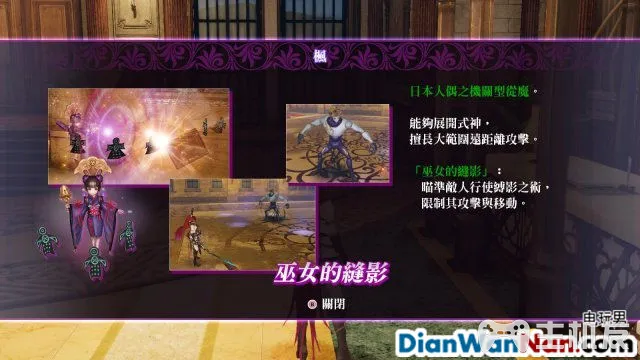 楓
日本人偶之機關型從魔。
能夠展開式神,
擅長大範圍遠距離攻擊。
「巫女的縫影」:
瞄準敵人行使縛影之術,
限制其攻擊與移動。
巫女的縫影
關閉
电玩男
DianWanNan.com